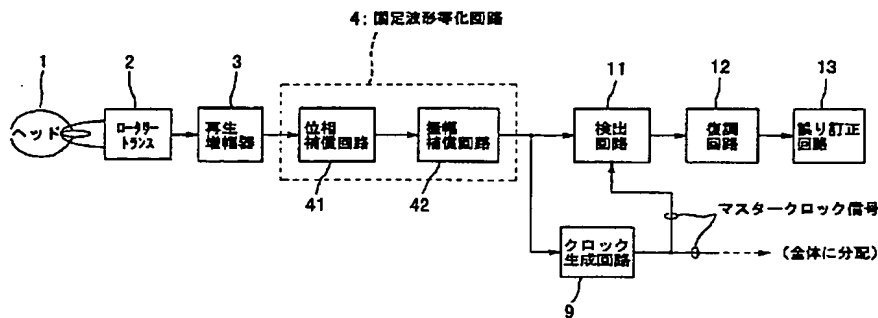 4: 固定波形等化回路
1
2
3
11
12
13
ヘッド
ロータリー
トランス
再生
増幅器
位相
補償回路
振幅
補償回路
検出
回路
復調
回路
誤り訂正
回路
41
42
マスタークロック信号
クロック
生成回路
(全体に分配)
9